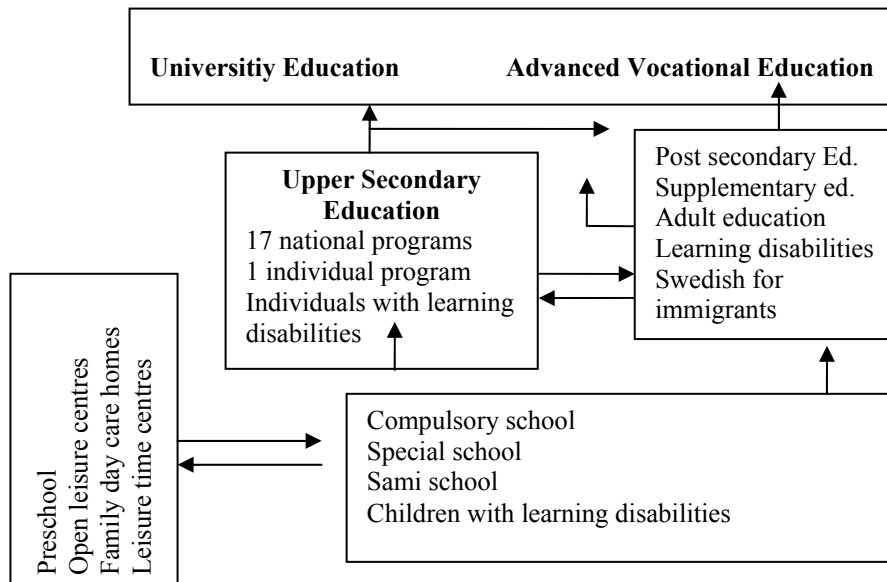 Universitiy Education Advanced Vocational Education
Upper Secondary
Education
17 national programs
1 individual program
Individuals with learning
disabilities
Post secondary Ed.
Supplementary ed.
Adult education
Learning disabilities
Swedish for
immigrants
Preschool
Open leisure centres
Family day care homes
Leisure time centres
Compulsory school
Special school
Sami school
Children with learning disabilities